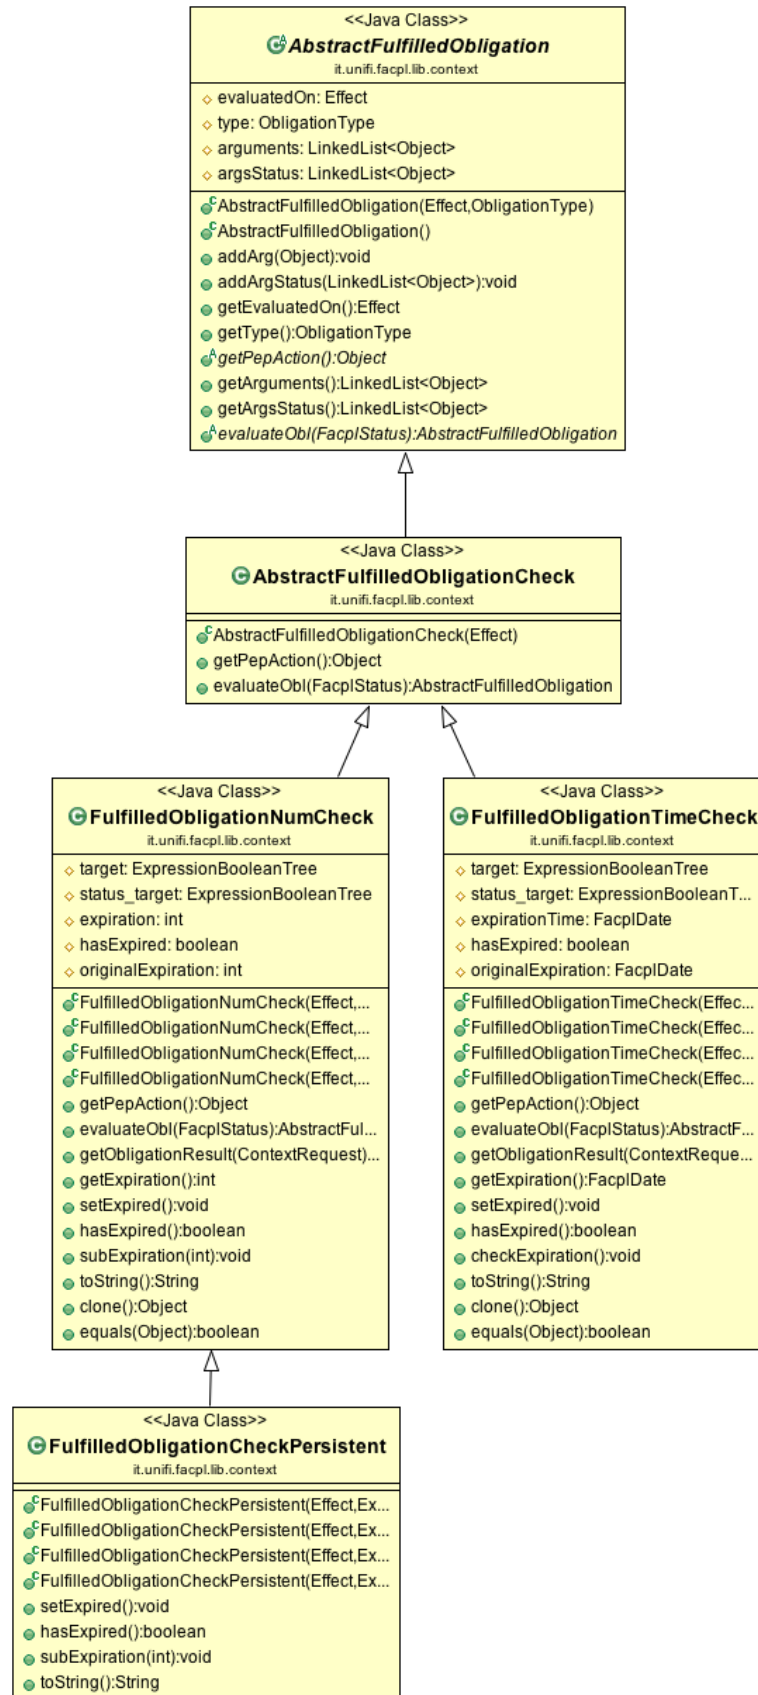 <<Java Class>>
AbstractFulfilledObligation
it.unifi.facpl.lib.context
evaluatedOn: Effect
type: ObligationType
arguments: LinkedList<Object>
argsStatus: LinkedList<Object>
AbstractFulfilledObligation(Effect,ObligationType)
AbstractFulfilledObligation()
addArg(Object):void
addArgStatus(LinkedList<Object>):void
getEvaluatedOn():Effect
getType():ObligationType
getPepAction():Object
getArguments():LinkedList<Object>
getArgsStatus():LinkedList<Object>
evaluateObl(FacplStatus):AbstractFulfilledObligation
<<Java Class>>
AbstractFulfilledObligationCheck
it.unifi.facpl.lib.context
AbstractFulfilledObligationCheck(Effect)
getPepAction():Object
evaluateObl(FacplStatus):AbstractFulfilledObligation
<<Java Class>>
FulfilledObligationNumCheck
it.unifi.facpl.lib.context
target: ExpressionBooleanTree
status_target: ExpressionBooleanTree
expiration: int
hasExpired: boolean
originalExpiration: int
FulfilledObligationNumCheck(Effect,...
FulfilledObligationNumCheck(Effect,...
FulfilledObligationNumCheck(Effect,...
FulfilledObligationNumCheck(Effect,...
getPepAction():Object
evaluateObl(FacplStatus):AbstractFul...
getObligationResult(ContextRequest)...
getExpiration():int
setExpired():void
hasExpired():boolean
subExpiration(int):void
toString():String
clone():Object
equals(Object):boolean
<<Java Class>>
FulfilledObligationTimeCheck
it.unifi.facpl.lib.context
target: ExpressionBooleanTree
status_target: ExpressionBooleanT...
expirationTime: FacplDate
hasExpired: boolean
originalExpiration: FacplDate
FulfilledObligationTimeCheck(Effec...
FulfilledObligationTimeCheck(Effec...
FulfilledObligationTimeCheck(Effec...
FulfilledObligationTimeCheck(Effec...
getPepAction():Object
evaluateObl(FacplStatus):AbstractF...
getObligationResult(ContextReque...
getExpiration():FacplDate
setExpired():void
hasExpired():boolean
checkExpiration():void
toString():String
clone():Object
equals(Object):boolean
<<Java Class>>
FulfilledObligationCheckPersistent
it.unifi.facpl.lib.context
FulfilledObligationCheckPersistent(Effect,Ex...
FulfilledObligationCheckPersistent(Effect,Ex...
FulfilledObligationCheckPersistent(Effect,Ex...
FulfilledObligationCheckPersistent(Effect,Ex...
setExpired():void
hasExpired():boolean
subExpiration(int):void
toString():String